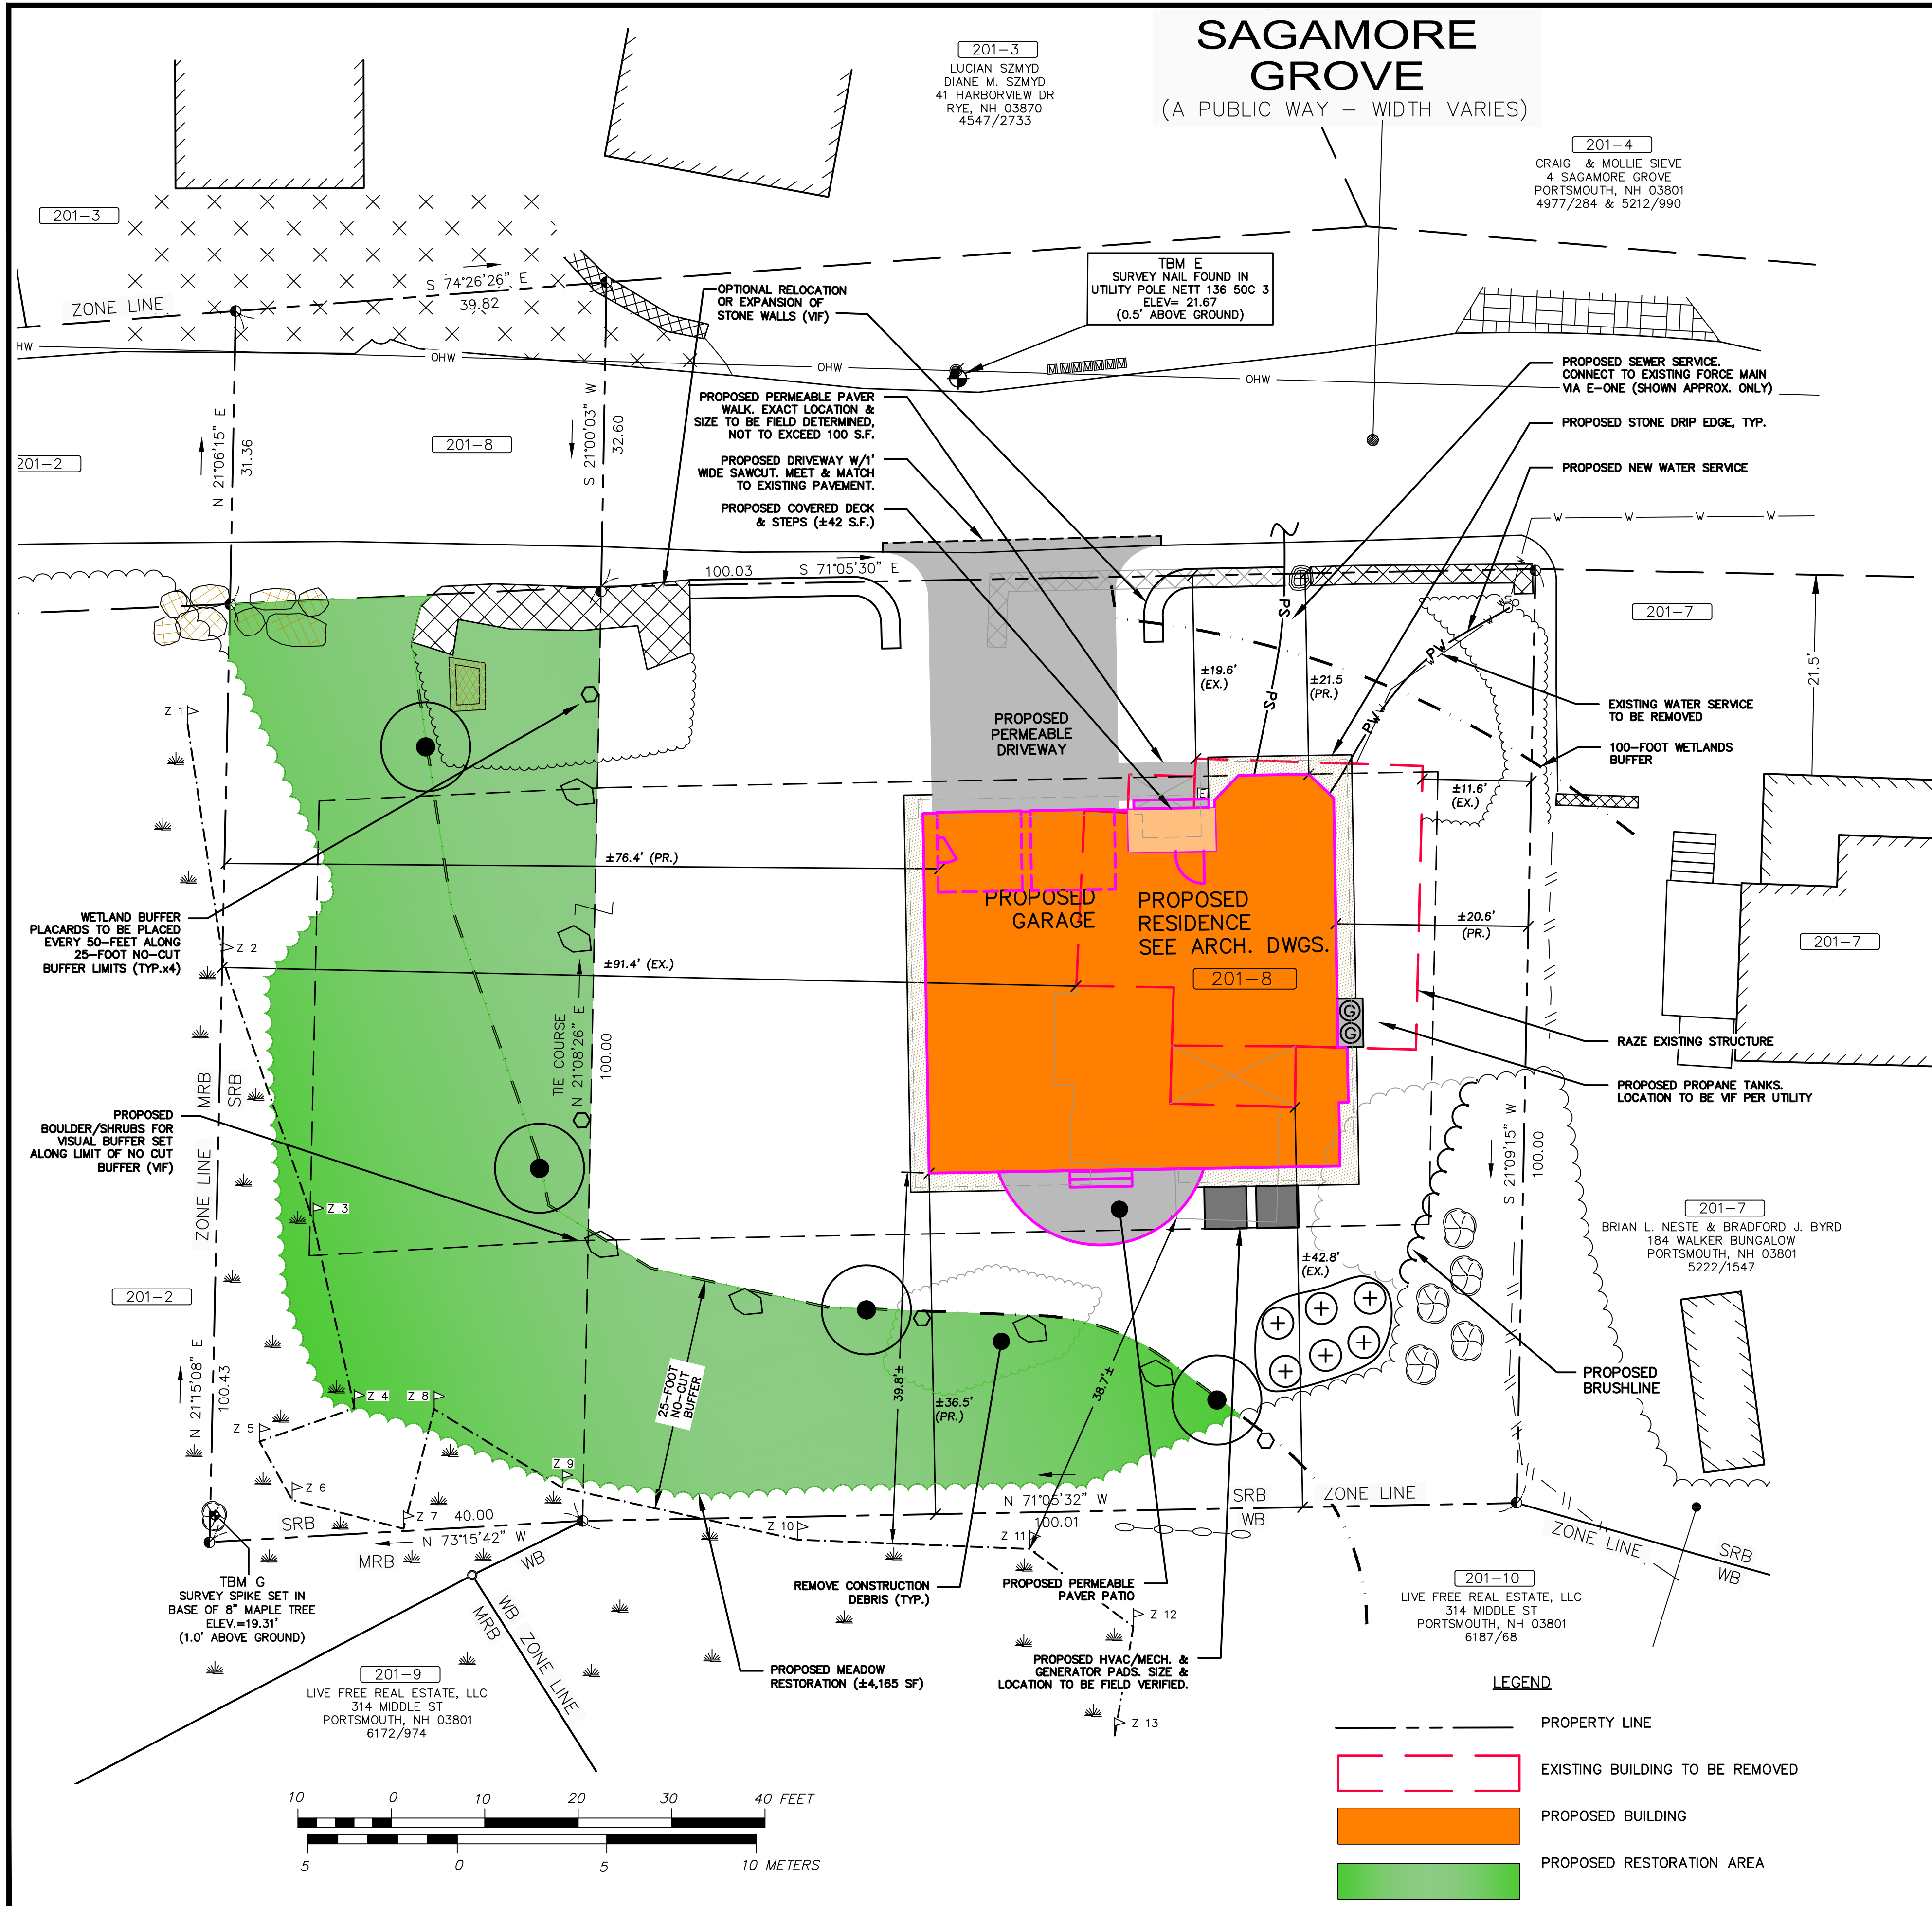 SAGAMORE
GROVE
(A PUBLIC WAY – WIDTH VARIES)
201-3
LUCIAN SZMYD
DIANE M. SZMYD
41 HARBORVIEW DR
RYE, NH 03870
4547/2733
201-4
CRAIG & MOLLIE SIEVE
4 SAGAMORE GROVE
PORTSMOUTH, NH 03801
4977/284 & 5212/990
201-3
ZONE LINE
S 74°26'26" E
39.82
OPTIONAL RELOCATION
OR EXPANSION OF
STONE WALLS (VIF)
TBM E
SURVEY NAIL FOUND IN
UTILITY POLE NETT 136 50C 3
ELEV= 21.67
(0.5' ABOVE GROUND)
HW
OHW
OHW
OHW
PROPOSED SEWER SERVICE.
CONNECT TO EXISTING FORCE MAIN
VIA E-ONE (SHOWN APPROX. ONLY)
PROPOSED STONE DRIP EDGE, TYP.
PROPOSED NEW WATER SERVICE
N 21°06'15" E
31.36
201-8
S 21°00'03" W
32.60
201-2
PROPOSED PERMEABLE PAVER
WALK. EXACT LOCATION &
SIZE TO BE FIELD DETERMINED,
NOT TO EXCEED 100 S.F.
PROPOSED DRIVEWAY W/1'
WIDE SAWCUT. MEET & MATCH
TO EXISTING PAVEMENT.
PROPOSED COVERED DECK
& STEPS (±42 S.F.)
W W W W
100.03 S 71°05'30" E
201-7
21.5'
PS
PS
PW
PW
WSO
±19.6'
(EX.)
±21.5
(PR.)
EXISTING WATER SERVICE
TO BE REMOVED
100-FOOT WETLANDS
BUFFER
PROPOSED
PERMEABLE
DRIVEWAY
E
±11.6'
(EX.)
Z 1
±76.4' (PR.)
PROPOSED
GARAGE
PROPOSED
RESIDENCE
SEE ARCH. DWGS.
201-8
±20.6'
(PR.)
201-7
WETLAND BUFFER
PLACARDS TO BE PLACED
EVERY 50-FEET ALONG
25-FOOT NO-CUT
BUFFER LIMITS (TYP.x4)
Z 2
±91.4' (EX.)
TIE COURSE
N 21°08'26" E
100.00
G
G
RAZE EXISTING STRUCTURE
PROPOSED PROPANE TANKS.
LOCATION TO BE VIF PER UTILITY
ZONE LINE
MRB
SRB
PROPOSED
BOULDER/SHRUBS FOR
VISUAL BUFFER SET
ALONG LIMIT OF NO CUT
BUFFER (VIF)
S 21°09'15" W
100.00
Z 3
201-7
BRIAN L. NESTE & BRADFORD J. BYRD
184 WALKER BUNGALOW
PORTSMOUTH, NH 03801
5222/1547
201-2
±42.8'
(EX.)
N 21°15'08" E
100.43
25-FOOT
NO-CUT
BUFFER
39.8'±
±36.5'
(PR.)
38.7'±
PROPOSED
BRUSHLINE
Z 4
Z 8
Z 5
Z 6
Z 7
Z 9
Z 10
Z 11
40.00
N 73°15'42" W
SRB
MRB
N 71°05'32" W
100.01
SRB
WB
ZONE LINE
ZONE LINE
SRB
WB
WB
WB
MRB
ZONE LINE
TBM G
SURVEY SPIKE SET IN
BASE OF 8" MAPLE TREE
ELEV.=19.31'
(1.0' ABOVE GROUND)
REMOVE CONSTRUCTION
DEBRIS (TYP.)
PROPOSED PERMEABLE
PAVER PATIO
Z 12
201-10
LIVE FREE REAL ESTATE, LLC
314 MIDDLE ST
PORTSMOUTH, NH 03801
6187/68
201-9
LIVE FREE REAL ESTATE, LLC
314 MIDDLE ST
PORTSMOUTH, NH 03801
6172/974
PROPOSED MEADOW
RESTORATION (±4,165 SF)
PROPOSED HVAC/MECH. &
GENERATOR PADS. SIZE &
LOCATION TO BE FIELD VERIFIED.
Z 13
LEGEND
PROPERTY LINE
EXISTING BUILDING TO BE REMOVED
PROPOSED BUILDING
PROPOSED RESTORATION AREA
10 0 10 20 30 40 FEET
5 0 5 10 METERS